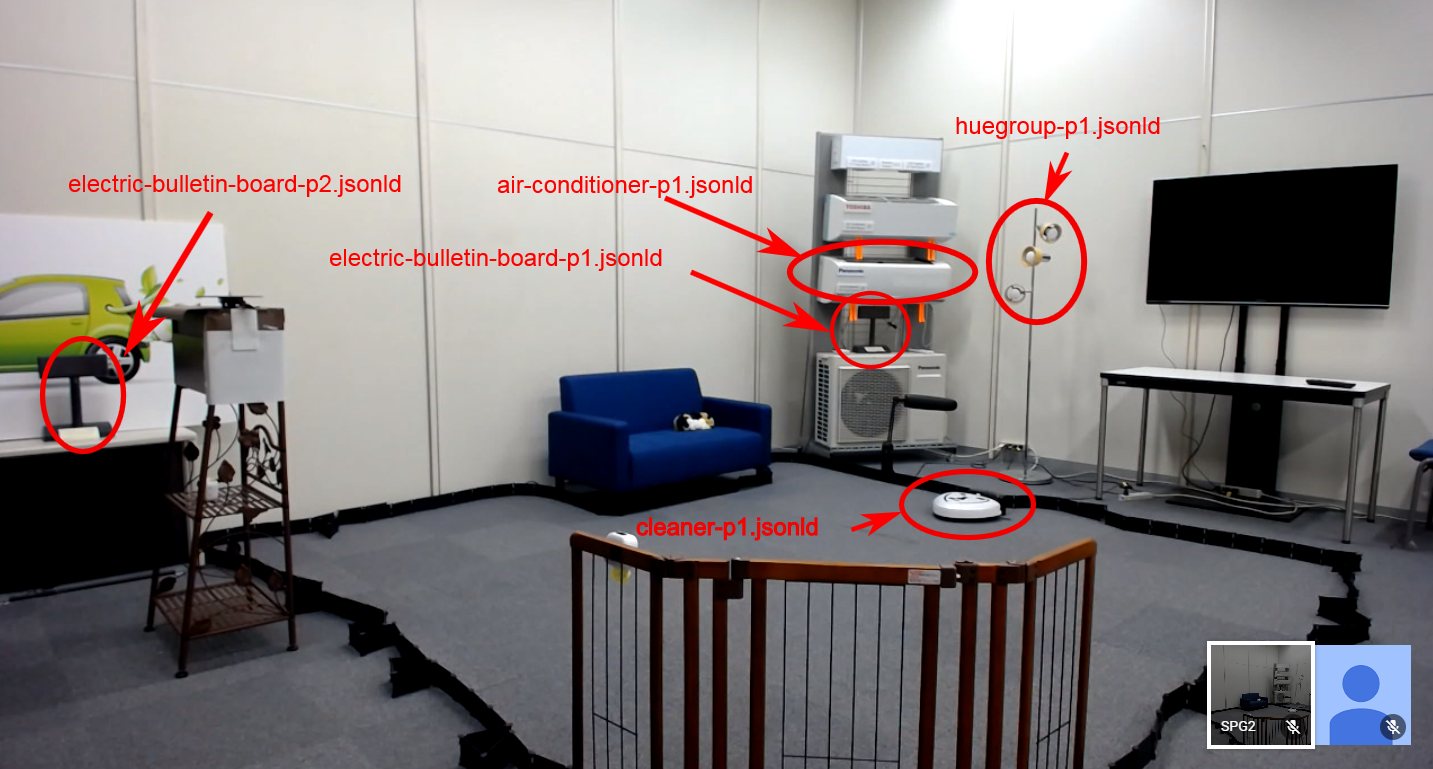 huegroup-p1.jsonld
electric-bulletin-board-p2.jsonld
air-conditioner-p1.jsonld
TOSHIBA
electric-bulletin-board-p1.jsonld
Panasonic
Panasonic
cleaner-p1.jsonld
SPG2